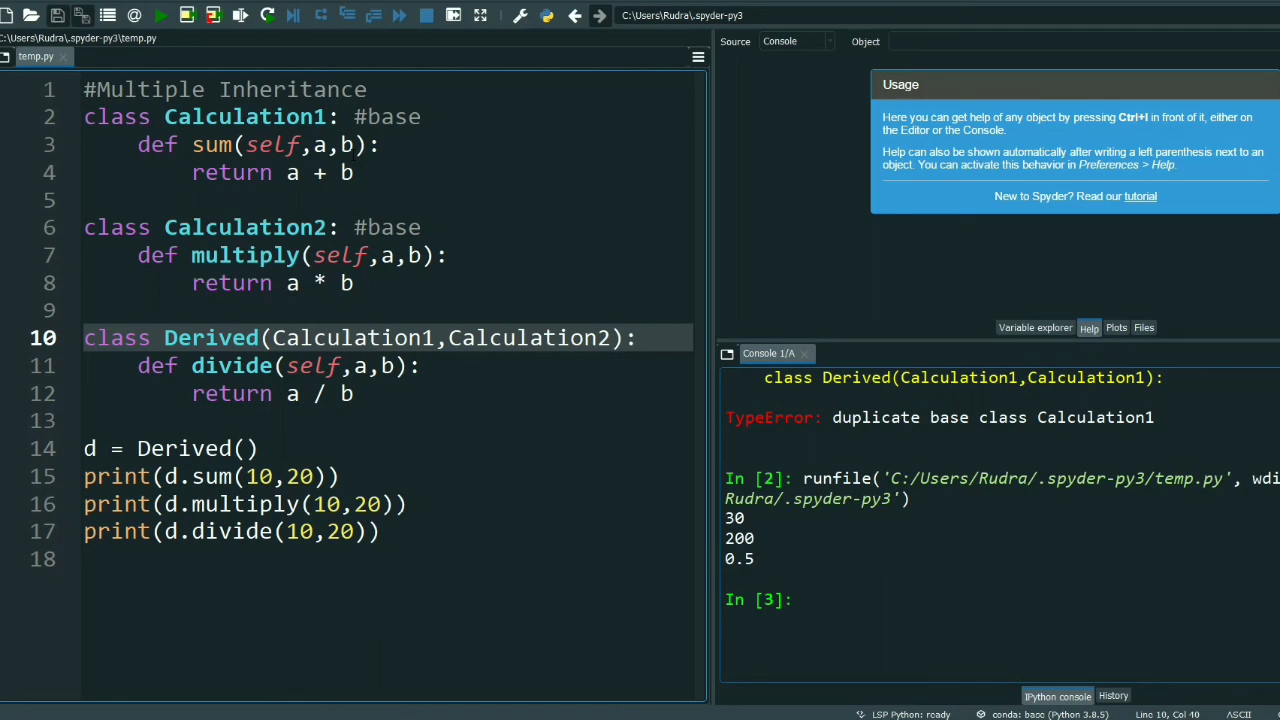 C:\Users\Rudra\.spyder-py3
C:\Users\Rudra\.spyder-py3\temp.py
temp.py
1 #Multiple Inheritance
2 class Calculation1: #base
3 def sum(self,a,b):
4 return a + b
5
6 class Calculation2: #base
7 def multiply(self,a,b):
8 return a * b
9
10 class Derived(Calculation1,Calculation2):
11 def divide(self,a,b):
12 return a / b
13
14 d = Derived()
15 print(d.sum(10,20))
16 print(d.multiply(10,20))
17 print(d.divide(10,20))
18
Source Console Object
Usage
Here you can get help of any object by pressing Ctrl+I in front of it, either on
the Editor or the Console.
Help can also be shown automatically after writing a left parenthesis next to an
object. You can activate this behavior in Preferences > Help.
New to Spyder? Read our tutorial
Variable explorer Help Plots Files
Console 1/A
class Derived(Calculation1,Calculation1):
TypeError: duplicate base class Calculation1
In [2]: runfile('C:/Users/Rudra/.spyder-py3/temp.py', wdi
Rudra/.spyder-py3')
30
200
0.5
In [3]:
IPython console History
LSP Python: ready conda: base (Python 3.8.5) Line 10, Col 40 ASCII